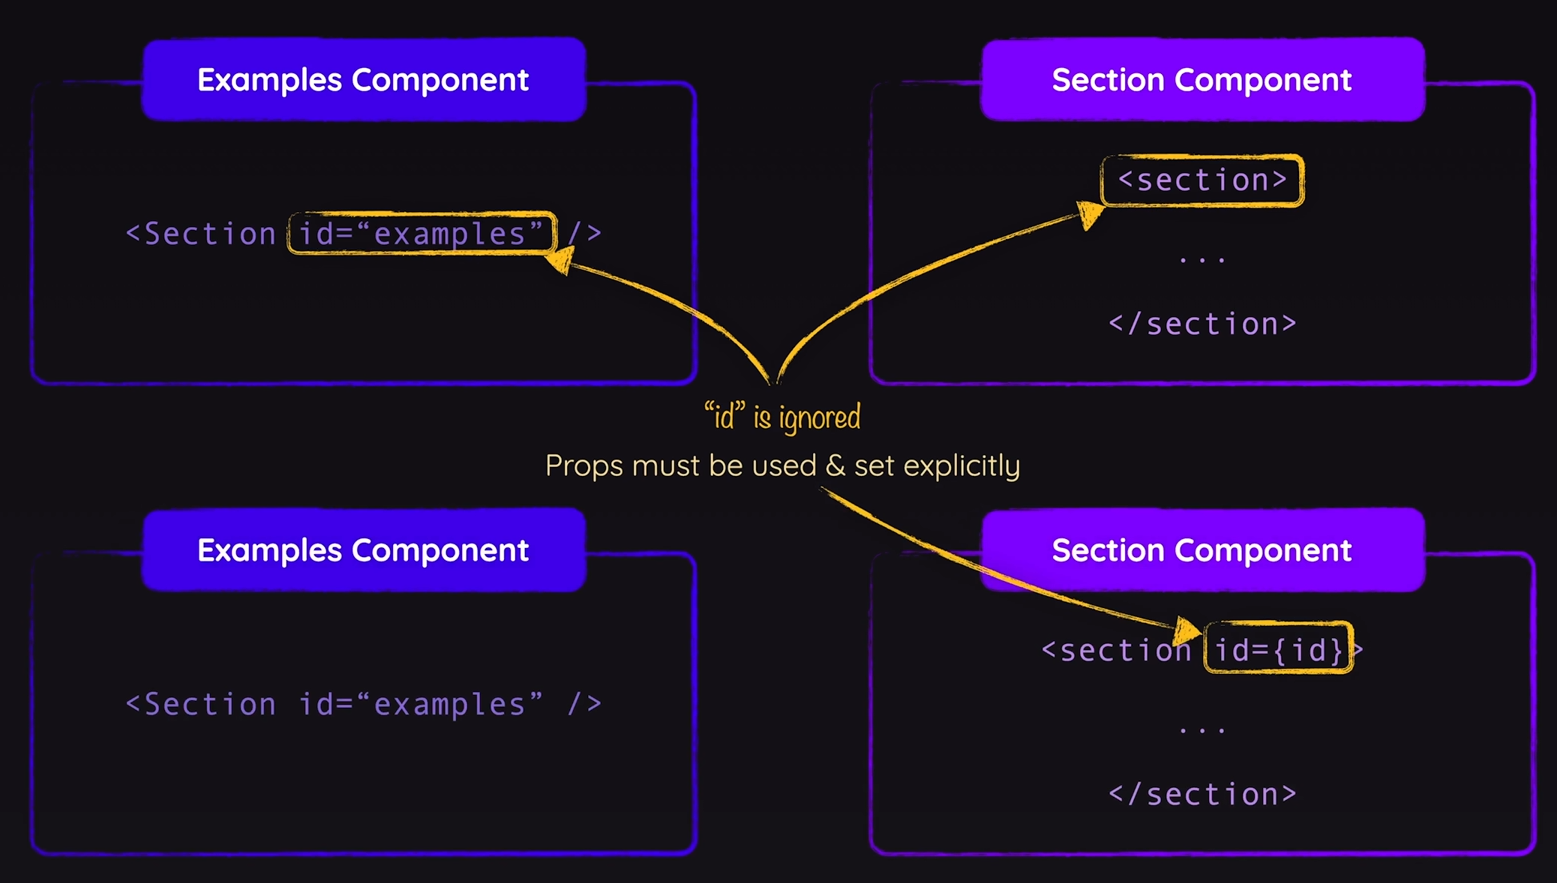 Examples Component
<Section id=“examples” />
Section Component
<section>
...
</section>
“id” is ignored
Props must be used & set explicitly
Examples Component
<Section id=“examples” />
Section Component
<section id={id}>
...
</section>